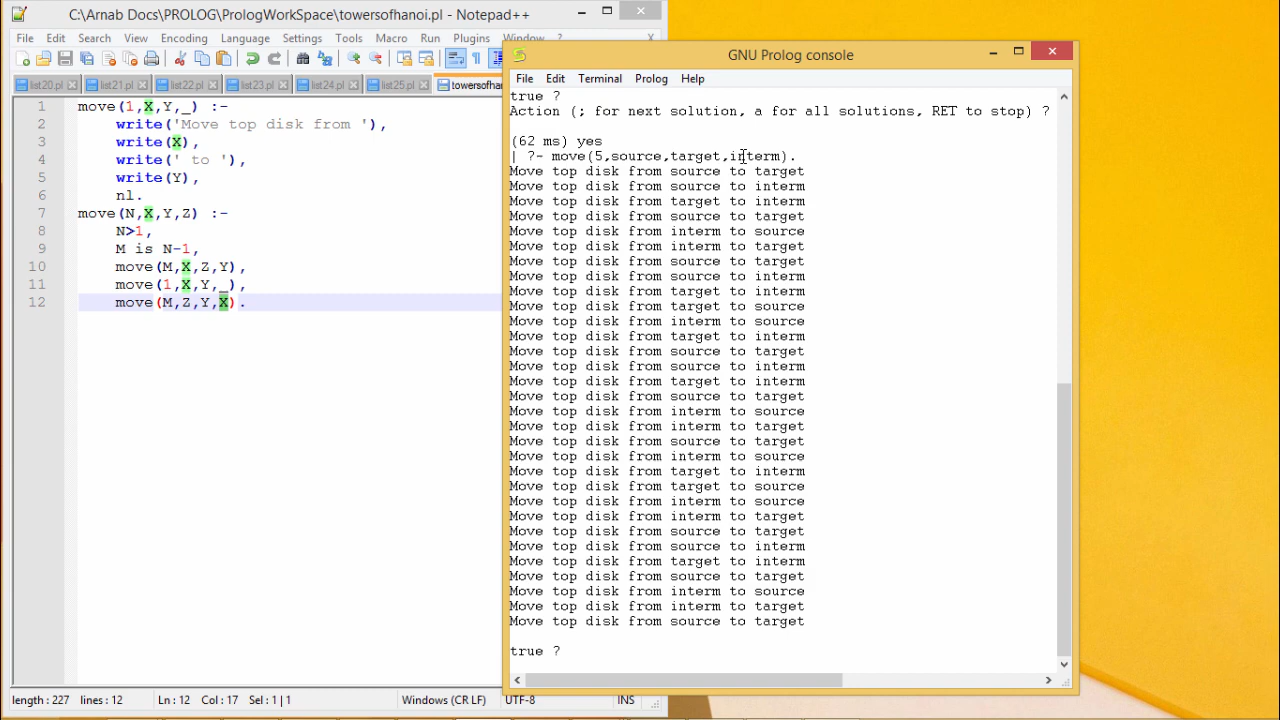 C:\Arnab Docs\PROLOG\PrologWorkSpace\towersofhanoi.pl - Notepad++
File Edit Search View Encoding Language Settings Tools Macro Run Plugins Window ? X
list20.pl list21.pl list22.pl list23.pl list24.pl list25.pl towersofhan
1 move(1,X,Y,_) :-
2 write('Move top disk from '),
3 write(X),
4 write(' to '),
5 write(Y),
6 nl.
7 move(N,X,Y,Z) :-
8 N>1,
9 M is N-1,
10 move(M,X,Z,Y),
11 move(1,X,Y,_),
12 move(M,Z,Y,X).
length : 227 lines : 12 Ln : 12 Col : 17 Sel : 1 | 1 Windows (CR LF) UTF-8 INS
GNU Prolog console
File Edit Terminal Prolog Help
true ?
Action (; for next solution, a for all solutions, RET to stop) ?
(62 ms) yes
| ?- move(5,source,target,interm).
Move top disk from source to target
Move top disk from source to interm
Move top disk from target to interm
Move top disk from source to target
Move top disk from interm to source
Move top disk from interm to target
Move top disk from source to target
Move top disk from source to interm
Move top disk from target to interm
Move top disk from target to source
Move top disk from interm to source
Move top disk from target to interm
Move top disk from source to target
Move top disk from source to interm
Move top disk from target to interm
Move top disk from source to target
Move top disk from interm to source
Move top disk from interm to target
Move top disk from source to target
Move top disk from interm to source
Move top disk from target to interm
Move top disk from target to source
Move top disk from interm to source
Move top disk from interm to target
Move top disk from source to target
Move top disk from source to interm
Move top disk from target to interm
Move top disk from source to target
Move top disk from interm to source
Move top disk from interm to target
Move top disk from source to target
true ?